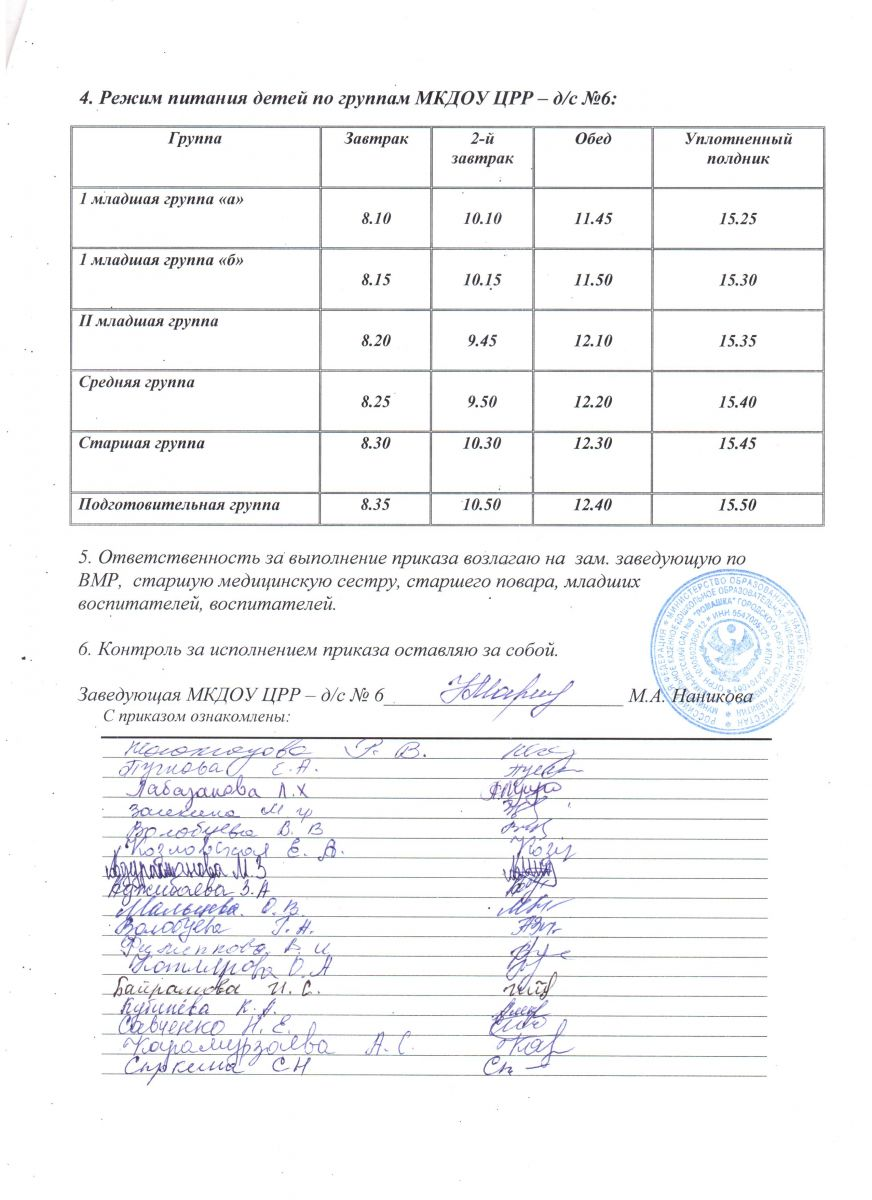 4. Режим питания детей по группам МКДОУ ЦРР – д/с №6:
Группа Завтрак 2-й завтрак Обед Уплотненный полдник
I младшая группа «а» 8.10 10.10 11.45 15.25
I младшая группа «б» 8.15 10.15 11.50 15.30
II младшая группа 8.20 9.45 12.10 15.35
Средняя группа 8.25 9.50 12.20 15.40
Старшая группа 8.30 10.30 12.30 15.45
Подготовительная группа 8.35 10.50 12.40 15.50
5. Ответственность за выполнение приказа возлагаю на зам. заведующую по
ВМР, старшую медицинскую сестру, старшего повара, младших
воспитателей, воспитателей.
6. Контроль за исполнением приказа оставляю за собой.
Заведующая МКДОУ ЦРР – д/с № 6 М.А. Наникова
С приказом ознакомлены:
Р. В.
Е.А.
Лабазанова Л.Х
Волобуева В. В
Козловская Е. В.
М.З
Аджибаева З.А
Мальцева О.В.
Волобуева Г.А.
О.А
Байрамова И. С.
К. А.
Савченко Н. Е.
Карамурзаева А. С.
СН